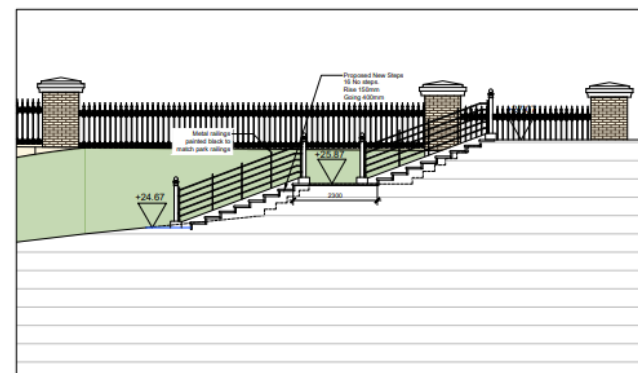 Proposed New Steps
16 No steps.
Rise 150mm
Going 400mm
Metal railings
painted black to
match park railings
+25.87
+24.67
2300